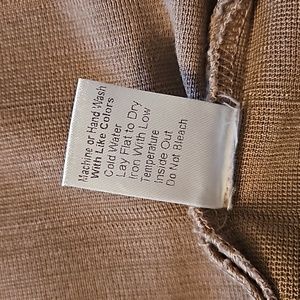 Machine or Hand Wash
With Like Colors
Cold Water
Lay Flat to Dry
Iron With Low
Temperature
Inside Out
Do Not Bleach